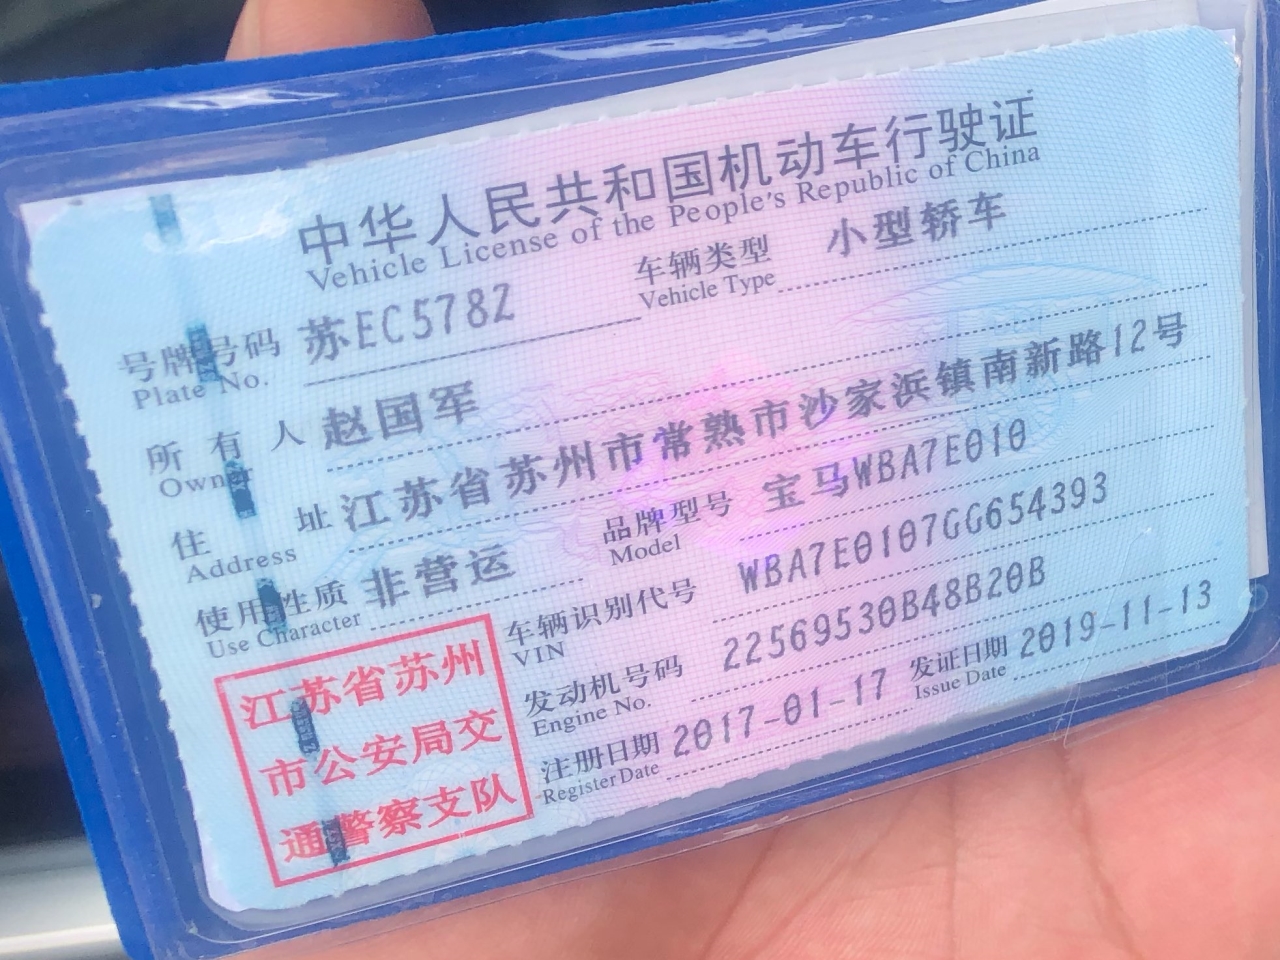 中华人民共和国机动车行驶证
Vehicle License of the People's Republic of China
号牌号码 苏EC578Z 车辆类型 小型轿车
Plate No. Vehicle Type
所有人 赵国军
Owner
住址 江苏省苏州市常熟市沙家浜镇南新路12号
Address
使用性质 非营运 品牌型号 宝马WBA7E010
Use Character Model
车辆识别代号 WBA7E0107GG654393
VIN
发动机号码 22569530B48B20B
Engine No.
注册日期 2017-01-17 发证日期 2019-11-13
Register Date Issue Date
江苏省苏州
市公安局交
通警察支队